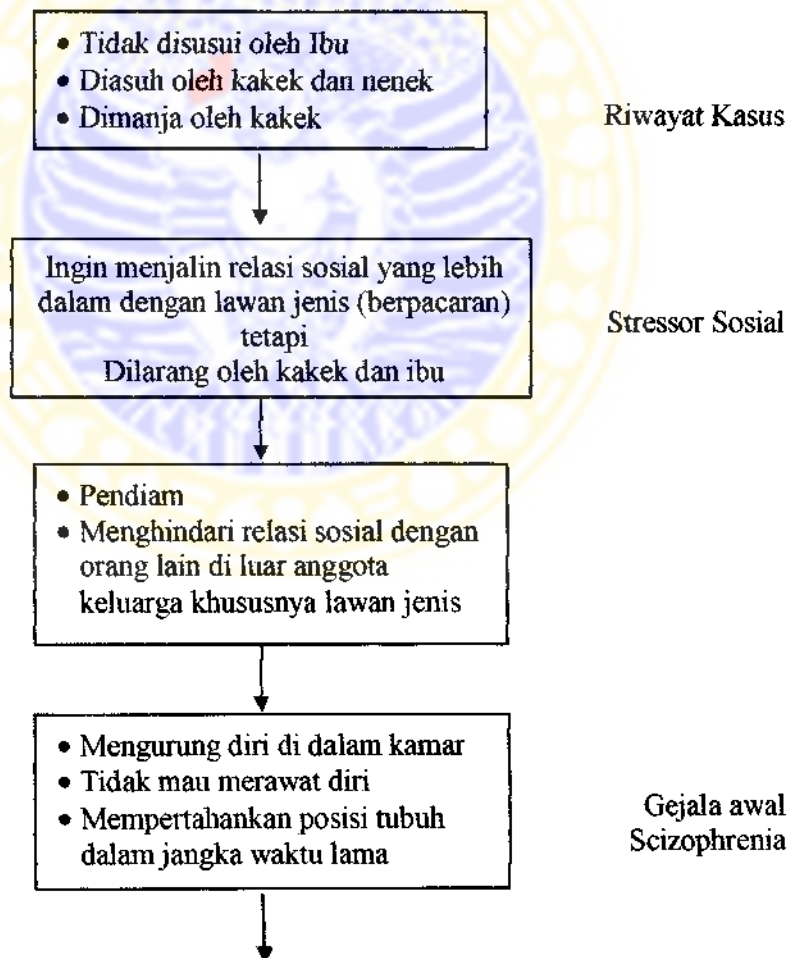 • Tidak disusui oleh Ibu
• Diasuh oleh kakek dan nenek
• Dimanja oleh kakek
Riwayat Kasus
Ingin menjalin relasi sosial yang lebih
dalam dengan lawan jenis (berpacaran)
tetapi
Dilarang oleh kakek dan ibu
Stressor Sosial
• Pendiam
• Menghindari relasi sosial dengan
orang lain di luar anggota
keluarga khususnya lawan jenis
• Mengurung diri di dalam kamar
• Tidak mau merawat diri
• Mempertahankan posisi tubuh
dalam jangka waktu lama
Gejala awal
Scizophrenia